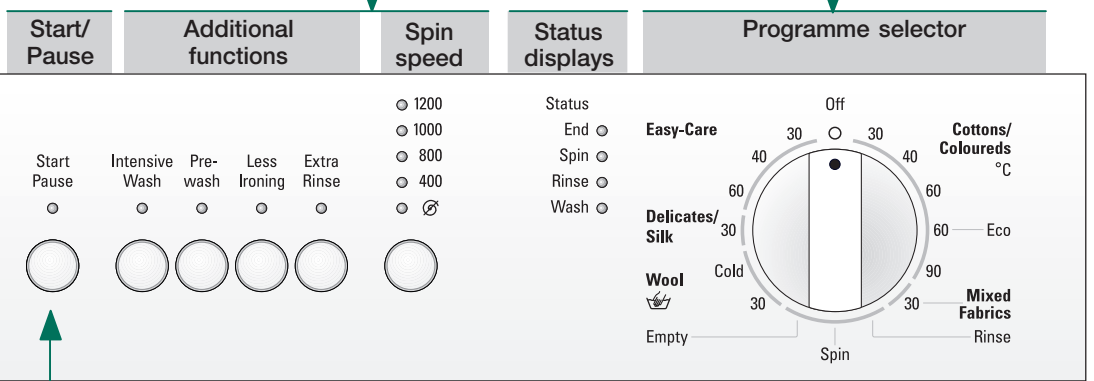 Start/
Pause
Additional
functions
Spin
speed
Status
displays
Programme selector
Start
Pause
Intensive
Wash
Pre-
wash
Less
Ironing
Extra
Rinse
1200
1000
800
400
Status
End
Spin
Rinse
Wash
Off
Easy-Care
30
40
60
Delicates/
Silk
30
Wool
Cold
30
Empty
Spin
30
40
60
60
Eco
90
30
Cottons/
Coloureds
°C
Mixed
Fabrics
Rinse